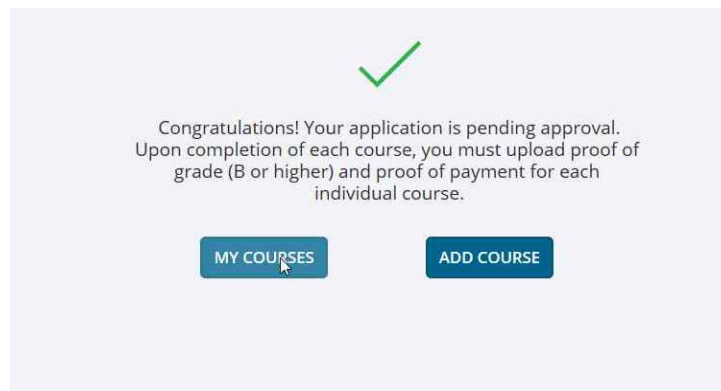 Congratulations! Your application is pending approval.
Upon completion of each course, you must upload proof of
grade (B or higher) and proof of payment for each
individual course.
MY COURSES
ADD COURSE